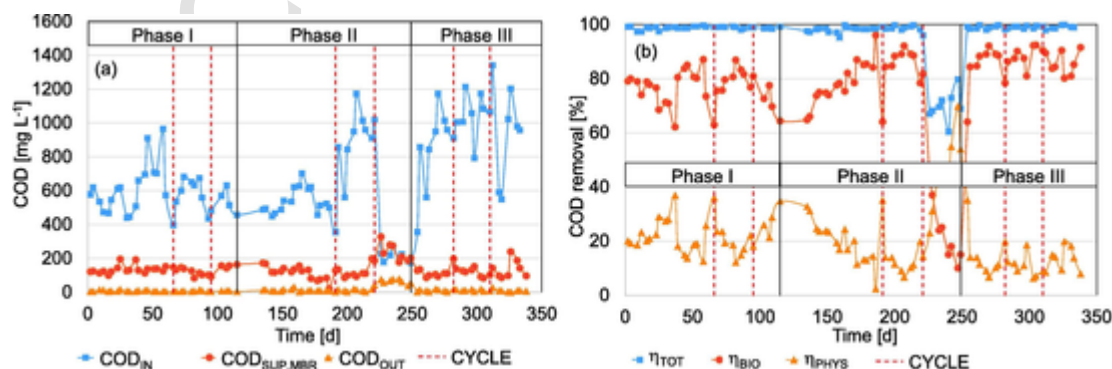 1600
Phase I Phase II Phase III
1400
(a)
1200
1000
800
600
400
200
0
COD [mg L-1]
0 50 100 150 200 250 300 350
Time [d]
COD_IN COD_SUP,MBR COD_OUT CYCLE
100
(b)
80
60
COD removal [%]
Phase I Phase II Phase III
40
20
0
0 50 100 150 200 250 300 350
Time [d]
η_TOT η_BIO η_PHYS CYCLE